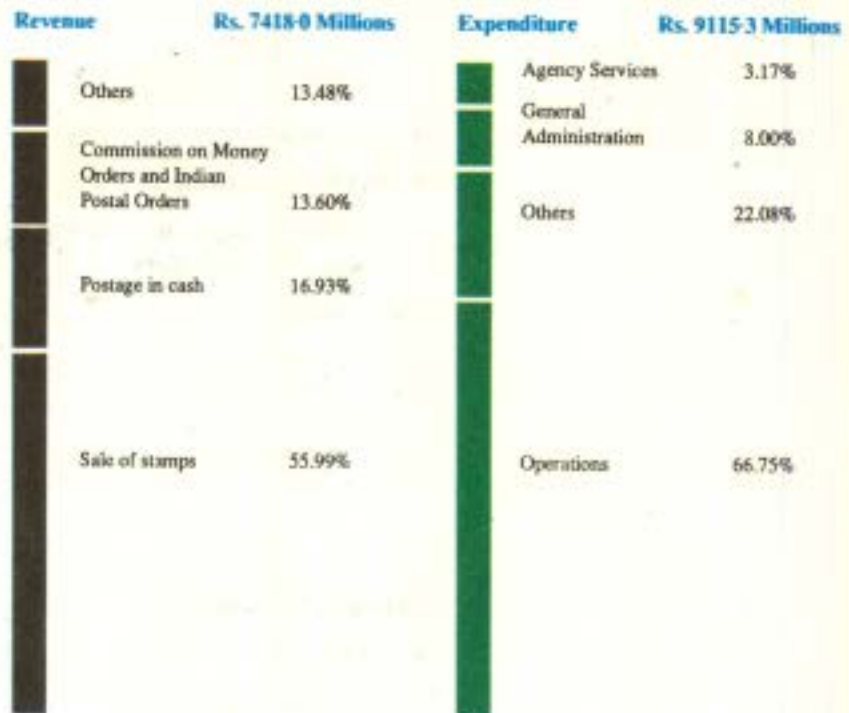 Revenue Rs. 7418·0 Millions
Others 13.48%
Commission on Money
Orders and Indian
Postal Orders 13.60%
Postage in cash 16.93%
Sale of stamps 55.99%
Expenditure Rs. 9115·3 Millions
Agency Services 3.17%
General
Administration 8.00%
Others 22.08%
Operations 66.75%